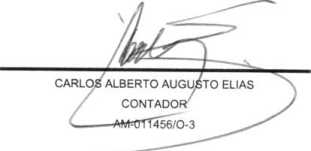 CARLOS ALBERTO AUGUSTO ELIAS
CONTADOR
AM-011456/O-3